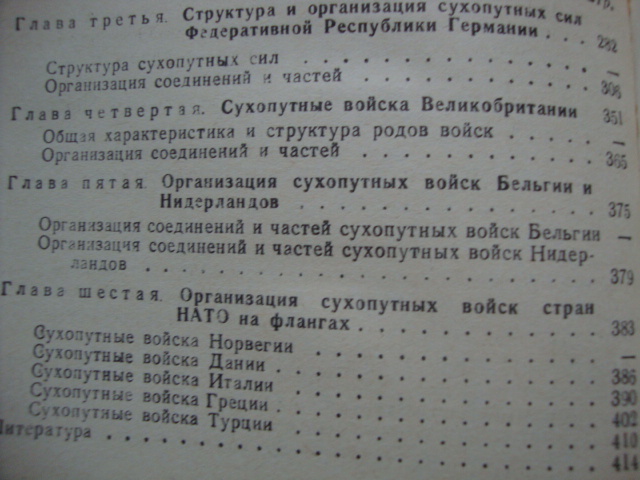 Глава третья. Структура и организация сухопутных сил
Федеративной Республики Германии . . . 282
Структура сухопутных сил . . . . . . . . . —
Организация соединений и частей . . . . . . . 306
Глава четвертая. Сухопутные войска Великобритании 351
Общая характеристика и структура родов войск . . . . —
Организация соединений и частей . . . . . . . . 365
Глава пятая. Организация сухопутных войск Бельгии и
Нидерландов . . . . . . . . . . . . 375
Организация соединений и частей сухопутных войск Бельгии —
Организация соединений и частей сухопутных войск Нидер-
ландов . . . . . . . . . . . . . . . 379
Глава шестая. Организация сухопутных войск стран
НАТО на флангах . . . . . . . . . . 383
Сухопутные войска Норвегии . . . . . . . . . —
Сухопутные войска Дании . . . . . . . . . . 386
Сухопутные войска Италии . . . . . . . . . . 390
Сухопутные войска Греции . . . . . . . . . . 402
Сухопутные войска Турции . . . . . . . . . . 410
Литература . . . . . . . . . . . . . . . 414